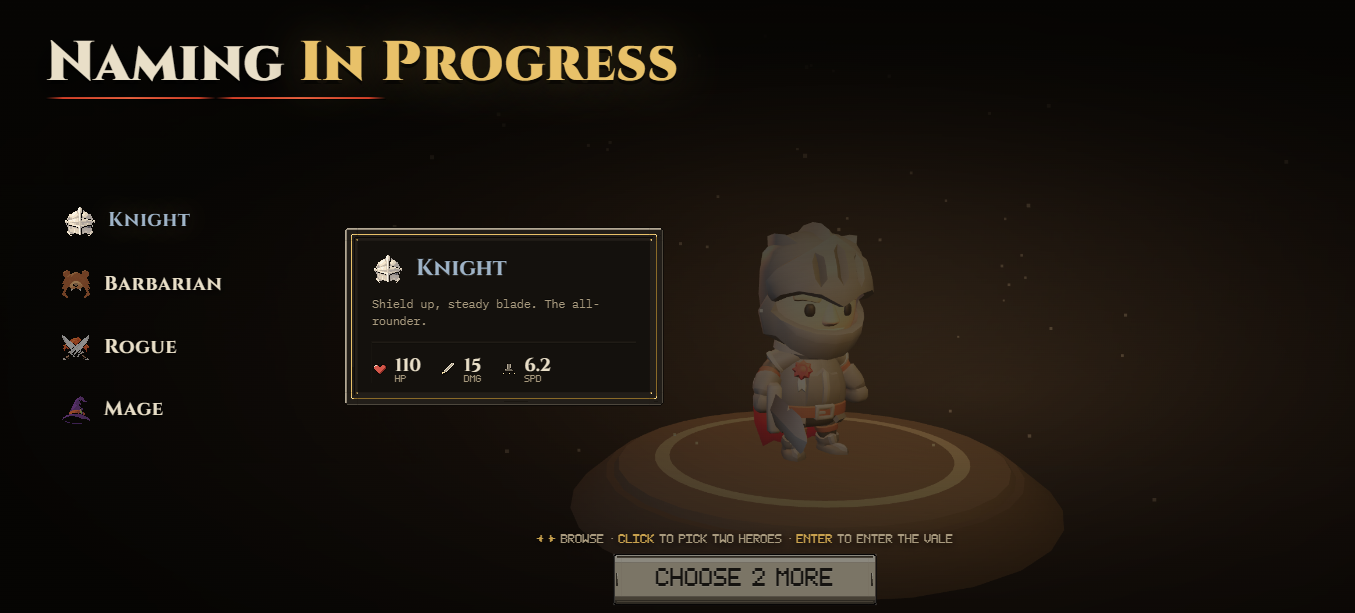 Naming In Progress
Knight
Barbarian
Rogue
Mage
Knight
Shield up, steady blade. The all-
rounder.
110 15 6.2
HP DMG SPD
BROWSE · CLICK TO PICK TWO HEROES · ENTER TO ENTER THE VALE
CHOOSE 2 MORE